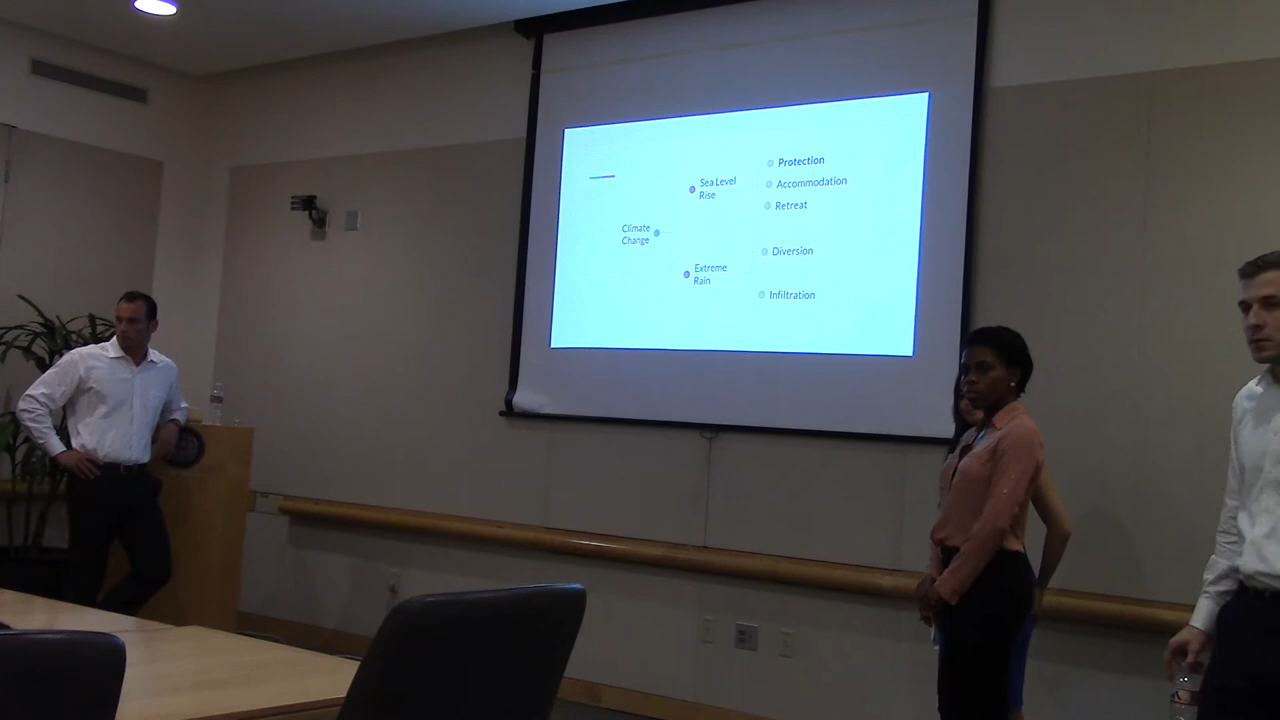 Protection
Sea Level
Rise
Accommodation
Retreat
Climate
Change
Diversion
Extreme
Rain
Infiltration